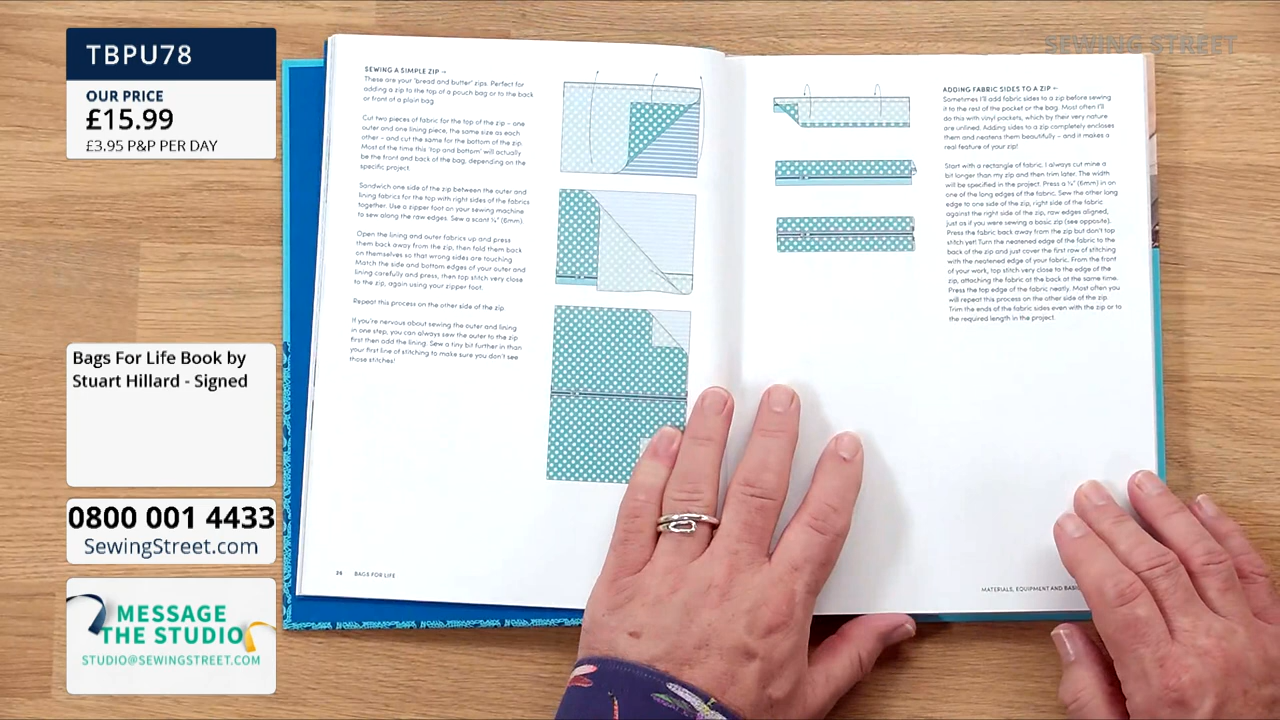 TBPU78
OUR PRICE
£15.99
£3.95 P&P PER DAY
Bags For Life Book by
Stuart Hillard - Signed
0800 001 4433
SewingStreet.com
MESSAGE
THE STUDIO
STUDIO@SEWINGSTREET.COM
SEWING STREET
SEWING A SIMPLE ZIP
These are your 'bread and butter' zips. Perfect for
adding a zip to the top of a pouch bag or to the back
or front of a plain bag.
Cut two pieces of fabric for the top of the zip – one
outer and one lining piece, the same size as each
other – and cut the same for the bottom of the zip.
Most of the time this 'top and bottom' will actually
be the front and back of the bag, depending on the
specific project.
Sandwich one side of the zip between the outer and
lining fabrics for the top with right sides of the fabrics
together. Use a zipper foot on your sewing machine
to sew along the raw edges. Sew a scant ¼" (6mm).
Open the lining and outer fabrics up and press
them back away from the zip, then fold them back
on themselves so that wrong sides are touching.
Match the side and bottom edges of your outer and
lining carefully and press, then top stitch very close
to the zip, again using your zipper foot.
Repeat this process on the other side of the zip.
If you're nervous about sewing the outer and lining
in one step, you can always sew the outer to the zip
first then add the lining. Sew a tiny bit further in than
your first line of stitching to make sure you don't see
those stitches!
26 BAGS FOR LIFE
ADDING FABRIC SIDES TO A ZIP
Sometimes I'll add fabric sides to a zip before sewing
it to the rest of the pocket or the bag. Most often I'll
do this with vinyl pockets, which by their very nature
are unlined. Adding sides to a zip completely encloses
them and neatens them beautifully – and it makes a
real feature of your zip!
Start with a rectangle of fabric, I always cut mine a
bit longer than my zip and then trim later. The width
will be specified in the project. Press a ¼" (6mm) in on
one of the long edges of the fabric. Sew the other long
edge to one side of the zip, right side of the fabric
against the right side of the zip, raw edges aligned,
just as if you were sewing a basic zip (see opposite).
Press the fabric back away from the zip but don't top
stitch yet! Turn the neatened edge of the fabric to the
back of the zip and just cover the first row of stitching
with the neatened edge of your fabric. From the front
of your work, top stitch very close to the edge of the
zip, attaching the fabric at the back at the same time.
Press the top edge of the fabric neatly. Most often you
will repeat this process on the other side of the zip.
Trim the ends of the fabric sides even with the zip or to
the required length in the project.
MATERIALS, EQUIPMENT AND